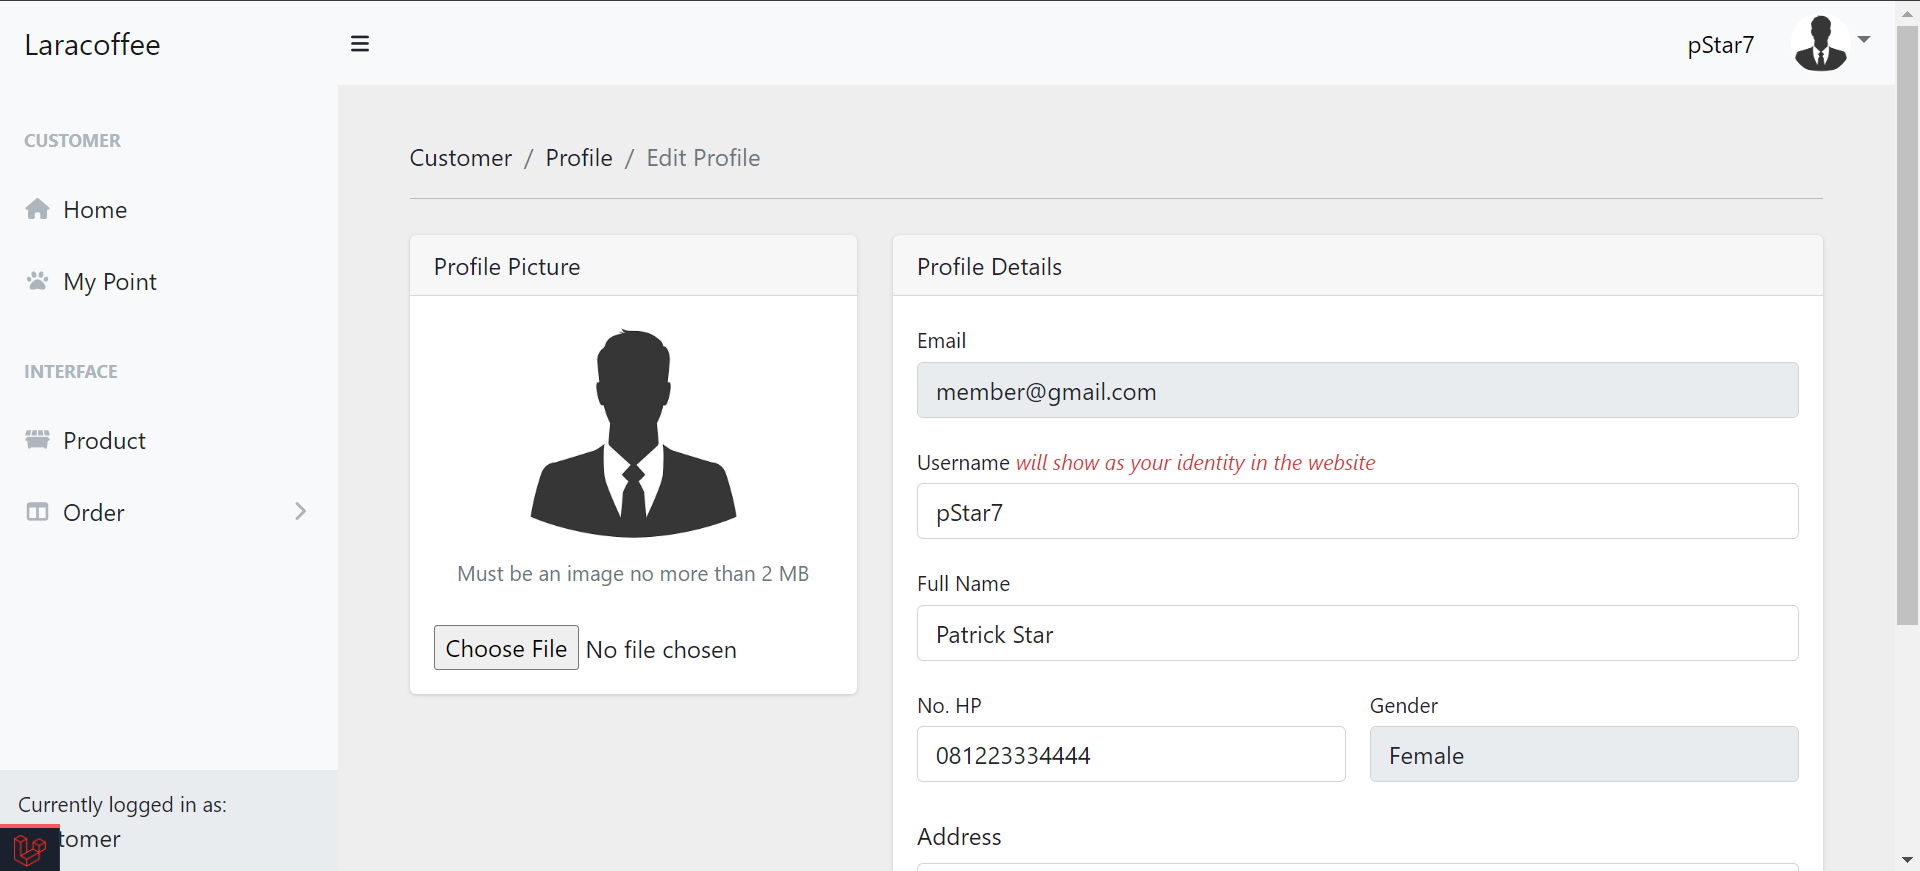 Laracoffee
pStar7
CUSTOMER
Home
My Point
INTERFACE
Product
Order
Currently logged in as:
tomer
Customer / Profile / Edit Profile
Profile Picture
Must be an image no more than 2 MB
Choose File No file chosen
Profile Details
Email
member@gmail.com
Username will show as your identity in the website
pStar7
Full Name
Patrick Star
No. HP
081223334444
Gender
Female
Address